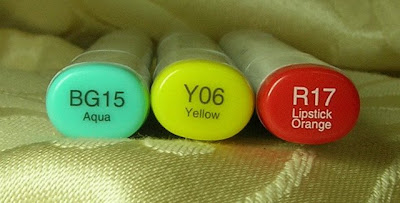 BG15
Aqua
Y06
Yellow
R17
Lipstick
Orange